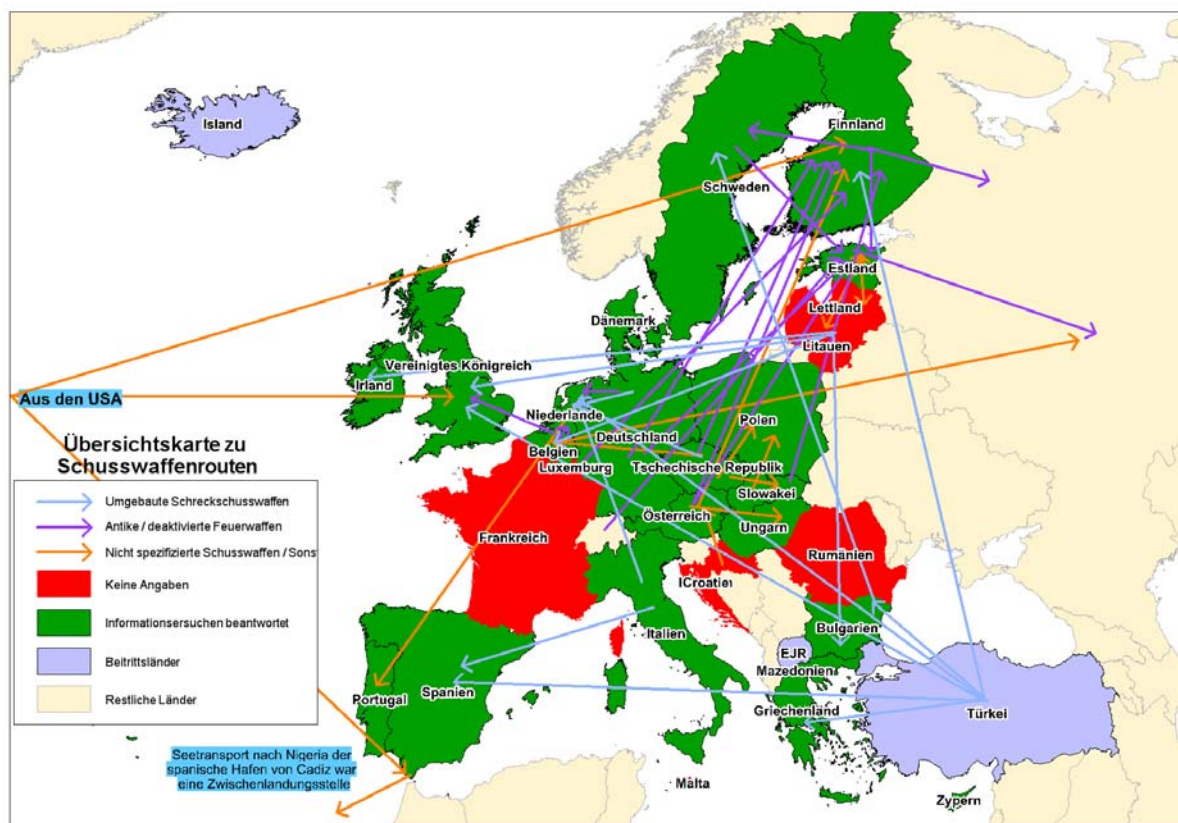 Island
Finnland
Schweden
Estland
Lettland
Litauen
Dänemark
Vereinigtes Königreich
Irland
Aus den USA
Niederlande
Polen
Deutschland
Belgien
Luxemburg
Tschechische Republik
Slowakei
Österreich
Ungarn
Frankreich
Rumänien
ICroatien
Italien
Bulgarien
EJR
Mazedonien
Portugal
Spanien
Griechenland
Türkei
Malta
Zypern
Übersichtskarte zu
Schusswaffenrouten
Umgebaute Schreckschusswaffen
Antike / deaktivierte Feuerwaffen
Nicht spezifizierte Schusswaffen / Sonst
Keine Angaben
Informationsersuchen beantwortet
Beitrittsländer
Restliche Länder
Seetransport nach Nigeria der
spanische Hafen von Cadiz war
eine Zwischenlandungsstelle